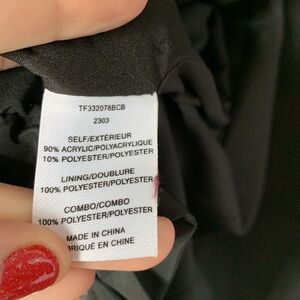 TF332078BCB
2303
SELF/EXTÉRIEUR
90% ACRYLIC/POLYACRYLIQUE
10% POLYESTER/POLYESTER
LINING/DOUBLURE
100% POLYESTER/POLYESTER
COMBO/COMBO
100% POLYESTER/POLYESTER
MADE IN CHINA
RIQUÉ EN CHINE